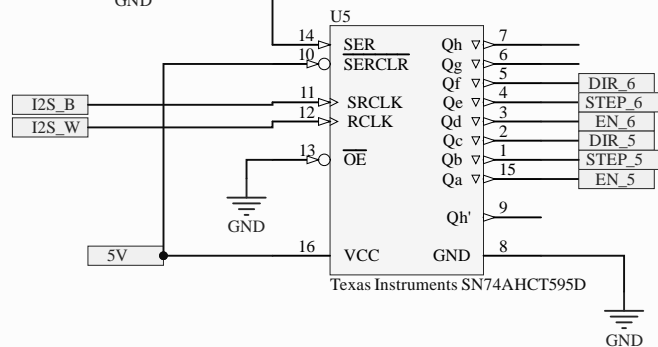 GND
U5
14 SER Qh 7
10 SERCLR Qg 6
Qf 5 DIR_6
I2S_B 11 SRCLK Qe 4 STEP_6
I2S_W 12 RCLK Qd 3 EN_6
Qc 2 DIR_5
13 OE Qb 1 STEP_5
Qa 15 EN_5
GND
Qh' 9
5V 16 VCC GND 8
Texas Instruments SN74AHCT595D
GND